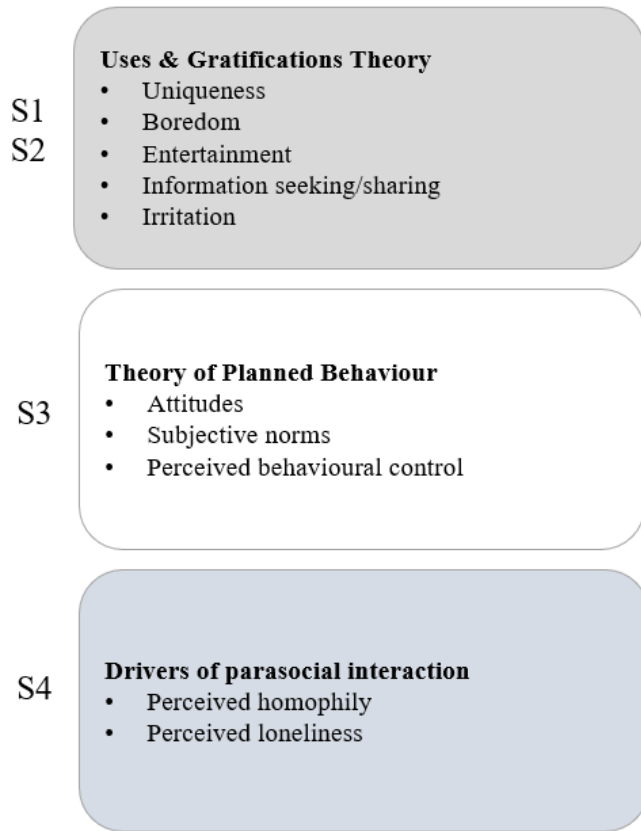 S1
S2
Uses & Gratifications Theory
• Uniqueness
• Boredom
• Entertainment
• Information seeking/sharing
• Irritation
S3
Theory of Planned Behaviour
• Attitudes
• Subjective norms
• Perceived behavioural control
S4
Drivers of parasocial interaction
• Perceived homophily
• Perceived loneliness